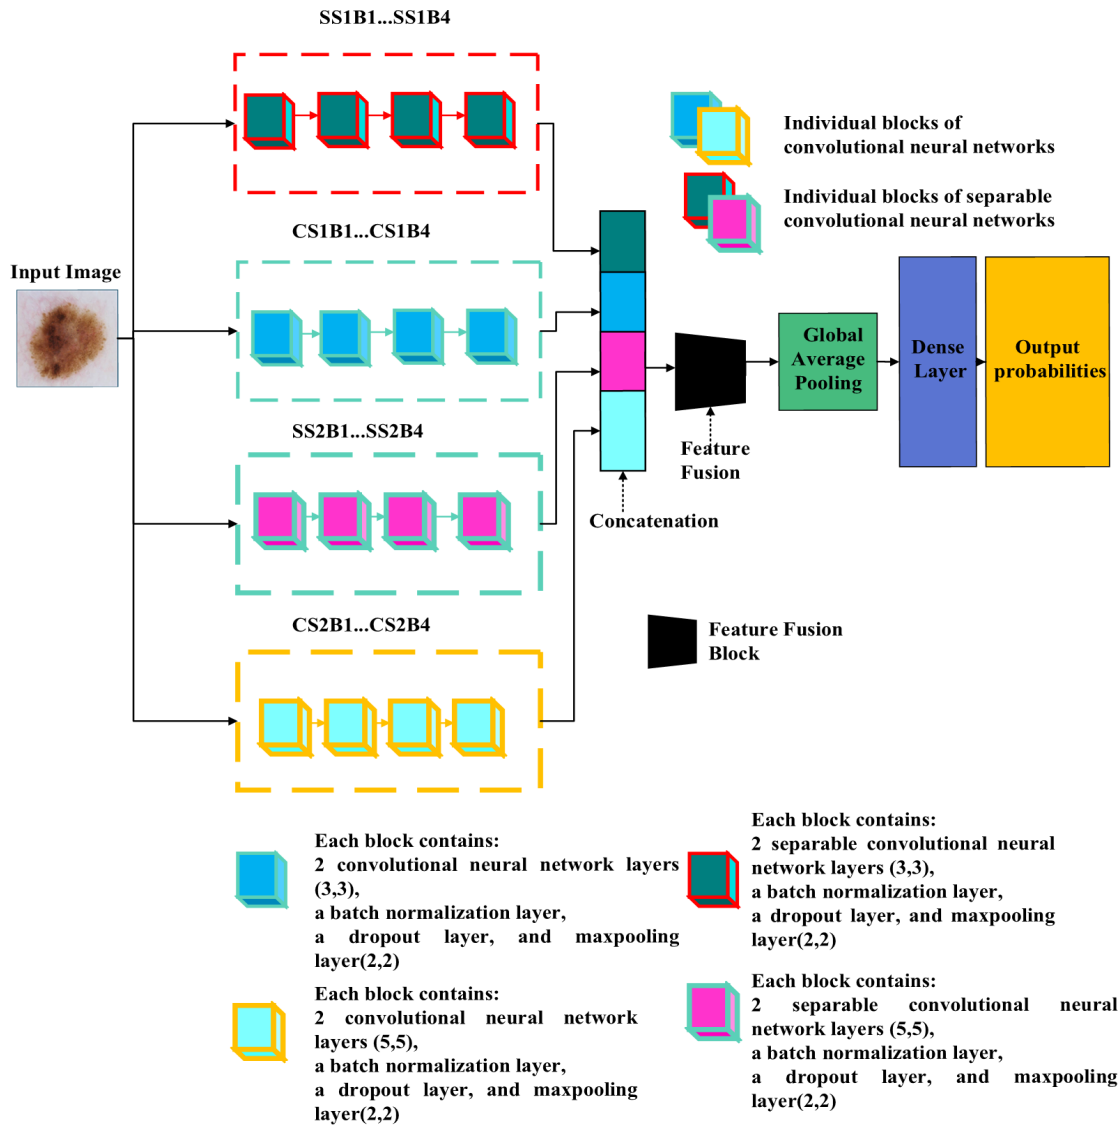 SS1B1...SS1B4
Individual blocks of
convolutional neural networks
Individual blocks of separable
convolutional neural networks
CS1B1...CS1B4
Input Image
Global
Average
Pooling
Dense
Layer
Output
probabilities
SS2B1...SS2B4
Feature
Fusion
Concatenation
CS2B1...CS2B4
Feature Fusion
Block
Each block contains:
2 convolutional neural network layers
(3,3),
a batch normalization layer,
a dropout layer, and maxpooling
layer(2,2)
Each block contains:
2 separable convolutional neural
network layers (3,3),
a batch normalization layer,
a dropout layer, and maxpooling
layer(2,2)
Each block contains:
2 convolutional neural network
layers (5,5),
a batch normalization layer,
a dropout layer, and maxpooling
layer(2,2)
Each block contains:
2 separable convolutional neural
network layers (5,5),
a batch normalization layer,
a dropout layer, and maxpooling
layer(2,2)